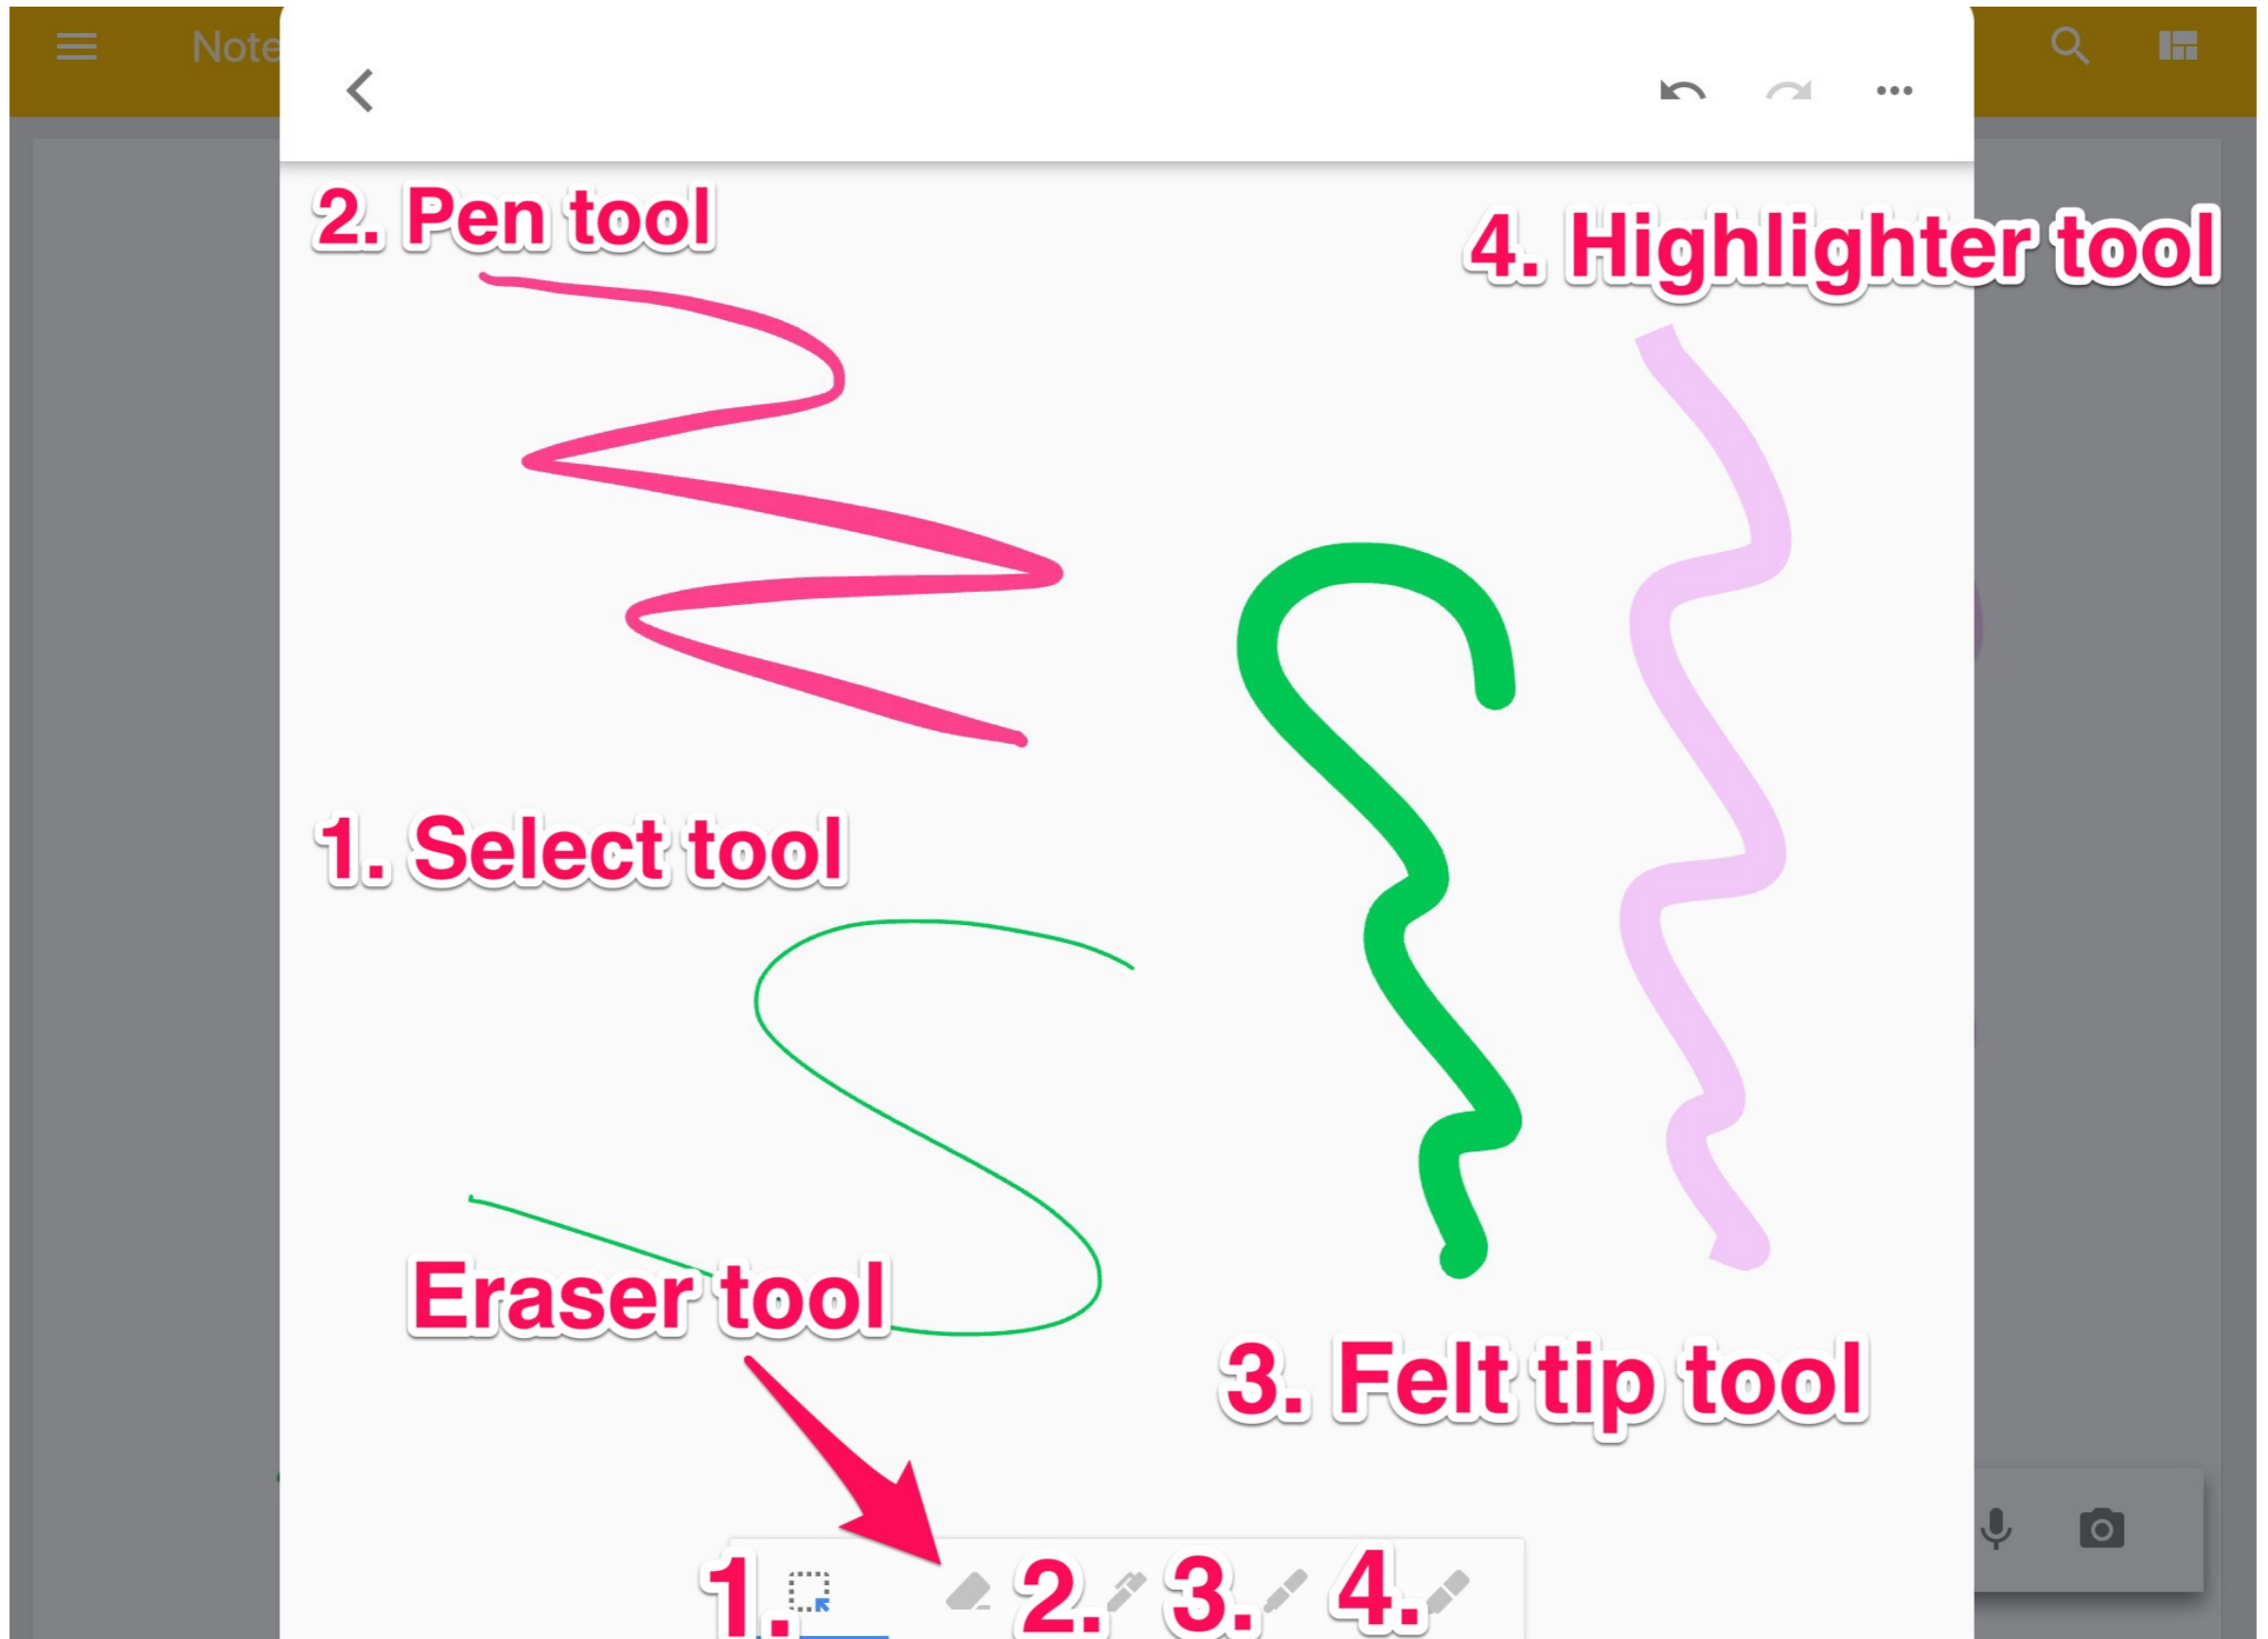 Note
2. Pen tool
4. Highlighter tool
1. Select tool
Eraser tool
3. Felt tip tool
1. 2. 3. 4.